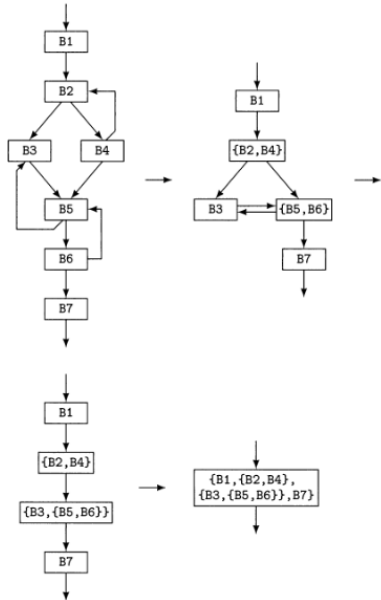 B1
B2
B3 B4
B5
B6
B7
B1
{B2,B4}
B3 {B5,B6}
B7
B1
{B2,B4}
{B3,{B5,B6}}
B7
{B1,{B2,B4},
{B3,{B5,B6}},B7}